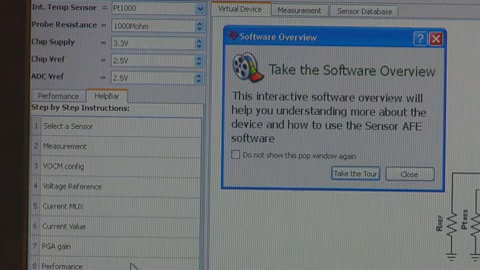 Int. Temp Sensor = Pt1000
Probe Resistance = 1000Mohm
Chip Supply = 3.3V
Chip Vref = 2.5V
ADC Vref = 2.5V
Performance HelpBar
Step by Step Instructions:
1 Select a Sensor
2 Measurement
3 VOCM config
4 Voltage Reference
5 Current MUX
6 Current Value
7 PGA gain
8 Performance
Virtual Device Measurement Sensor Database
Software Overview
Take the Software Overview
This interactive software overview will
help you understanding more about the
device and how to use the Sensor AFE
software
Do not show this pop window again
Take the Tour Close
RREF
PtRES